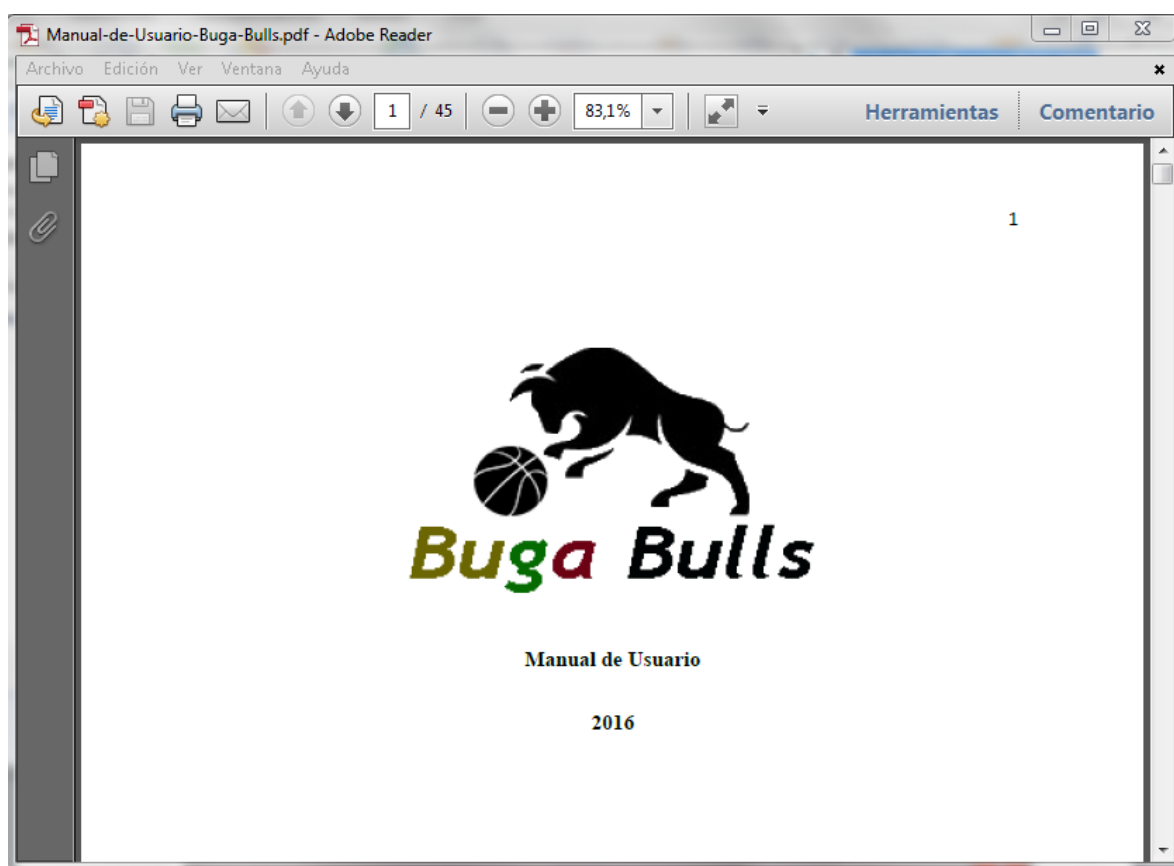 Manual-de-Usuario-Buga-Bulls.pdf - Adobe Reader
Archivo Edición Ver Ventana Ayuda
1 / 45 83,1% Herramientas Comentario
1
Buga Bulls
Manual de Usuario
2016